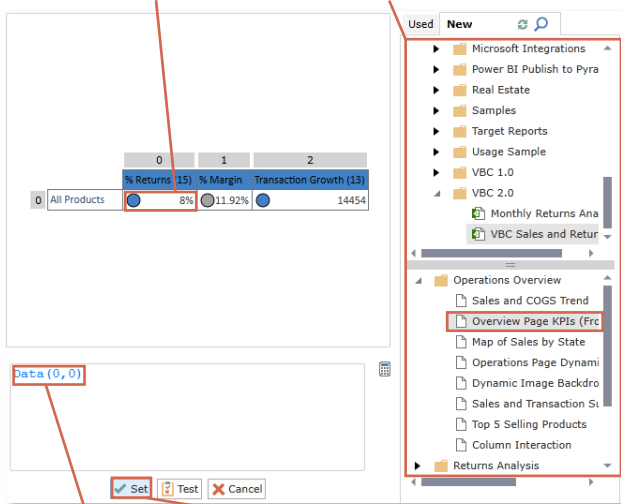 Used New
Microsoft Integrations
Power BI Publish to Pyra
Real Estate
Samples
Target Reports
Usage Sample
VBC 1.0
VBC 2.0
Monthly Returns Ana
VBC Sales and Retur
0 1 2
% Returns (15) % Margin Transaction Growth (13)
0 All Products 8% 11.92% 14454
Operations Overview
Sales and COGS Trend
Overview Page KPIs (Frc
Map of Sales by State
Operations Page Dynami
Dynamic Image Backdro
Sales and Transaction Su
Top 5 Selling Products
Column Interaction
Returns Analysis
Data(0,0)
Set Test Cancel